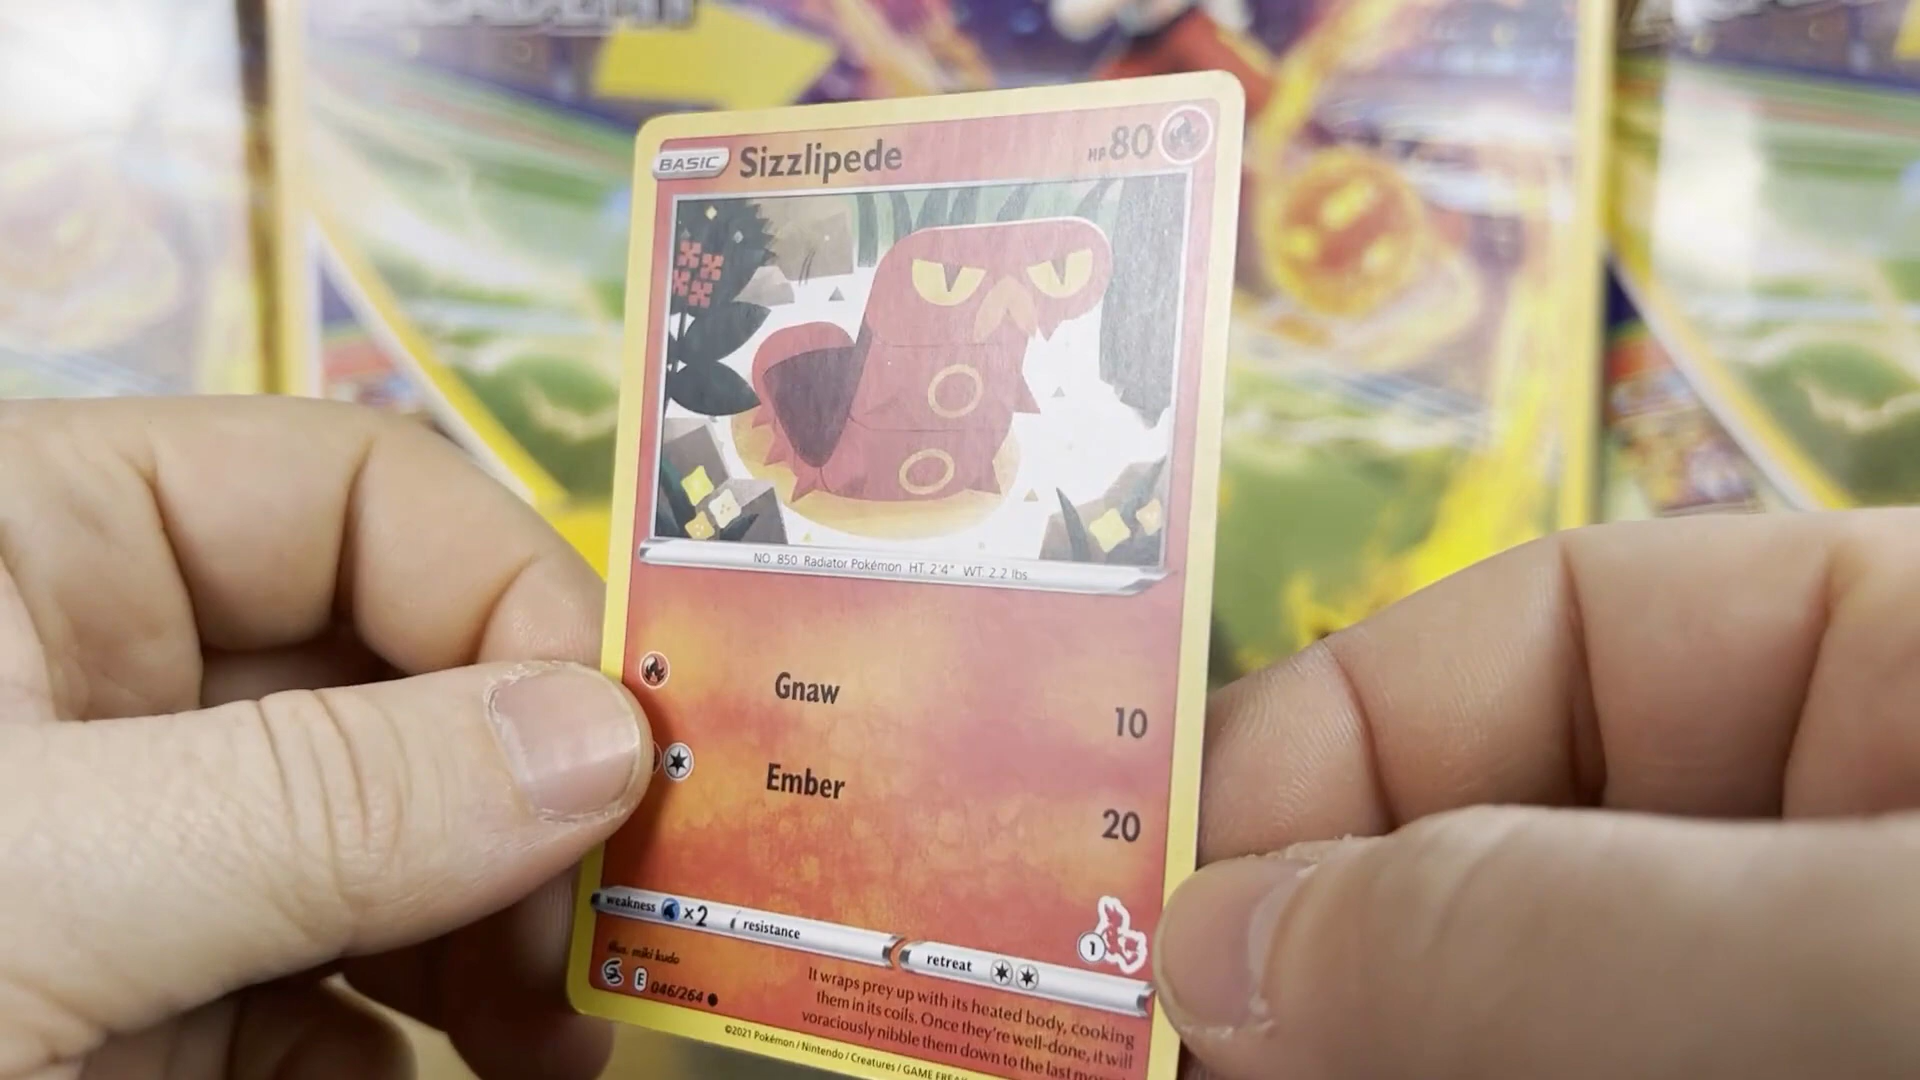 ACADEMY
BASIC Sizzlipede HP 80
NO. 850 Radiator Pokémon HT: 2'4" WT: 2.2 lbs.
Gnaw 10
Ember 20
weakness ×2 resistance
retreat
1
illus. miki kudo
E 046/264
It wraps prey up with its heated body, cooking
them in its coils. Once they're well-done, it will
voraciously nibble them down to the last
©2021 Pokémon / Nintendo / Creatures / GAME